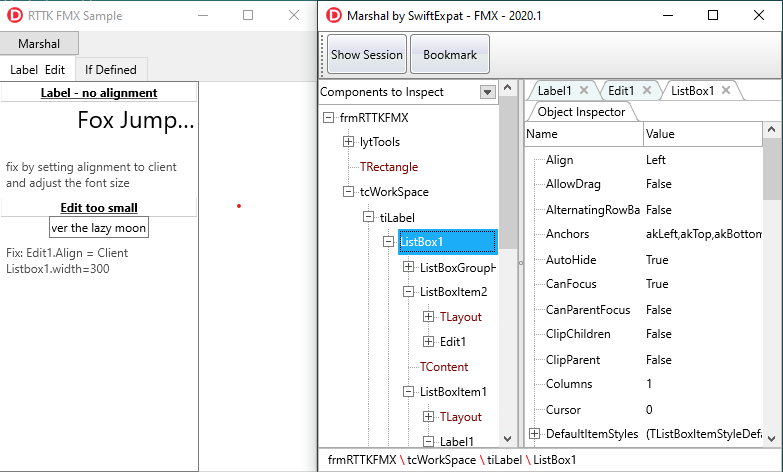 RTTK FMX Sample
Marshal
Label Edit
If Defined
Label - no alignment
Fox Jump...
fix by setting alignment to client
and adjust the font size
Edit too small
ver the lazy moon
Fix: Edit1.Align = Client
Listbox1.width=300
Marshal by SwiftExpat - FMX - 2020.1
Show Session
Bookmark
Components to Inspect
frmRTTKFMX
lytTools
TRectangle
tcWorkSpace
tiLabel
ListBox1
ListBoxGroupH
ListBoxItem2
TLayout
Edit1
TContent
ListBoxItem1
TLayout
Label1
Label1
Edit1
ListBox1
Object Inspector
Name Value
Align Left
AllowDrag False
AlternatingRowBa False
Anchors akLeft,akTop,akBottom
AutoHide True
CanFocus True
CanParentFocus False
ClipChildren False
ClipParent False
Columns 1
Cursor 0
DefaultItemStyles (TListBoxItemStyleDefa
frmRTTKFMX \ tcWorkSpace \ tiLabel \ ListBox1